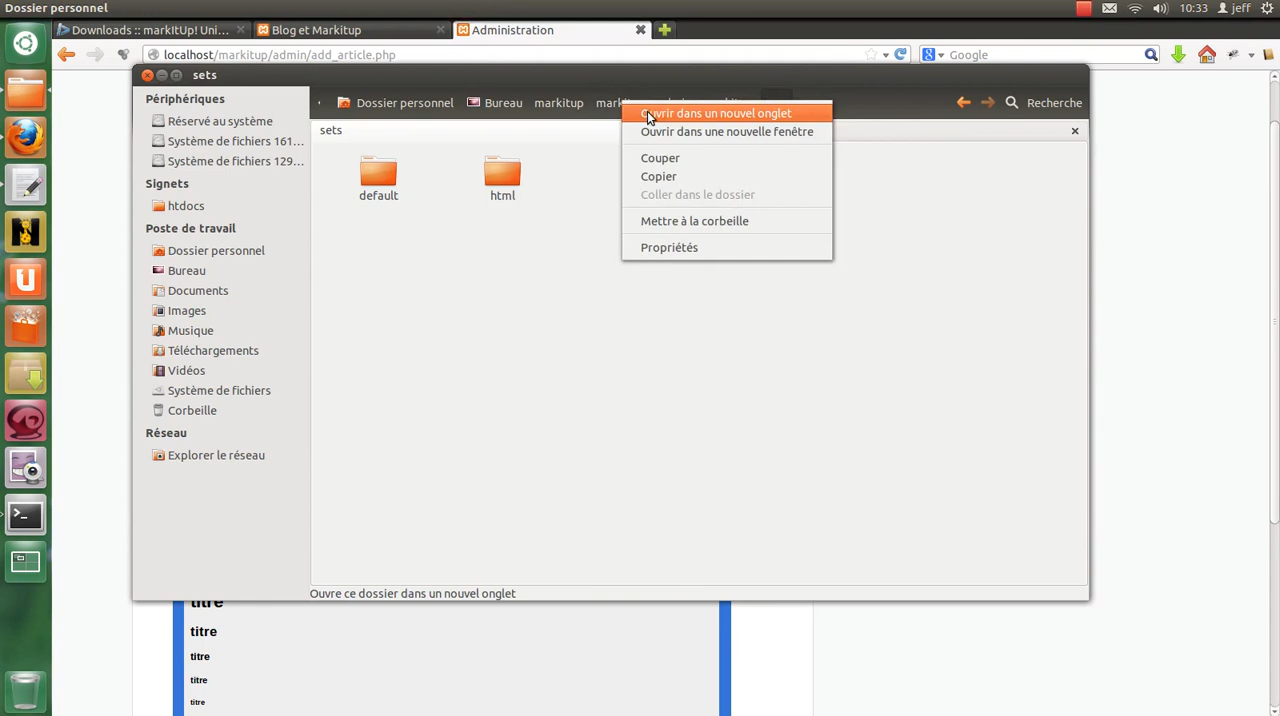 Dossier personnel
10:33
jeff
Downloads :: markItUp! Uni...
Blog et Markitup
Administration
localhost/markitup/admin/add_article.php
Google
sets
Périphériques
Réservé au système
Système de fichiers 161...
Système de fichiers 129...
Signets
htdocs
Poste de travail
Dossier personnel
Bureau
Documents
Images
Musique
Téléchargements
Vidéos
Système de fichiers
Corbeille
Réseau
Explorer le réseau
Dossier personnel
Bureau
markitup
Recherche
sets
default
html
Ouvrir dans un nouvel onglet
Ouvrir dans une nouvelle fenêtre
Couper
Copier
Coller dans le dossier
Mettre à la corbeille
Propriétés
Ouvre ce dossier dans un nouvel onglet
titre
titre
titre
titre
titre